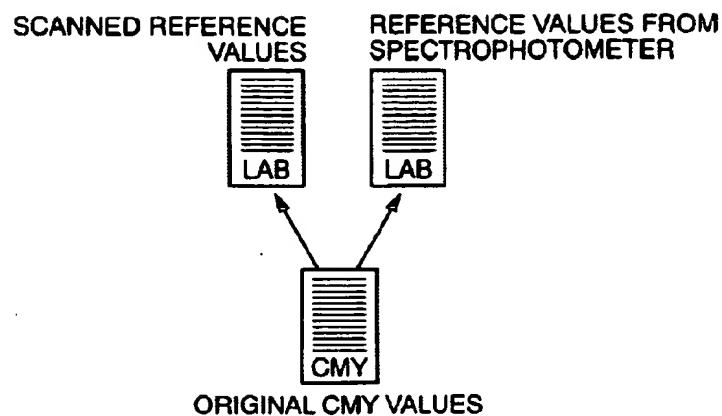 SCANNED REFERENCE
VALUES
REFERENCE VALUES FROM
SPECTROPHOTOMETER
LAB
LAB
CMY
ORIGINAL CMY VALUES